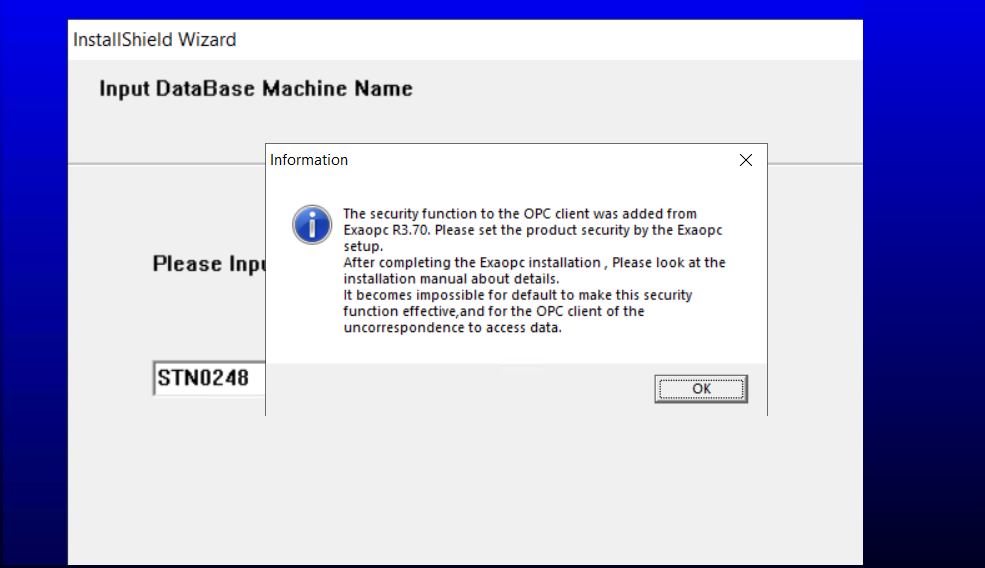 InstallShield Wizard
Input DataBase Machine Name
Information
The security function to the OPC client was added from
Exaopc R3.70. Please set the product security by the Exaopc
setup.
After completing the Exaopc installation , Please look at the
installation manual about details.
It becomes impossible for default to make this security
function effective,and for the OPC client of the
uncorrespondence to access data.
OK
Please
STN0248